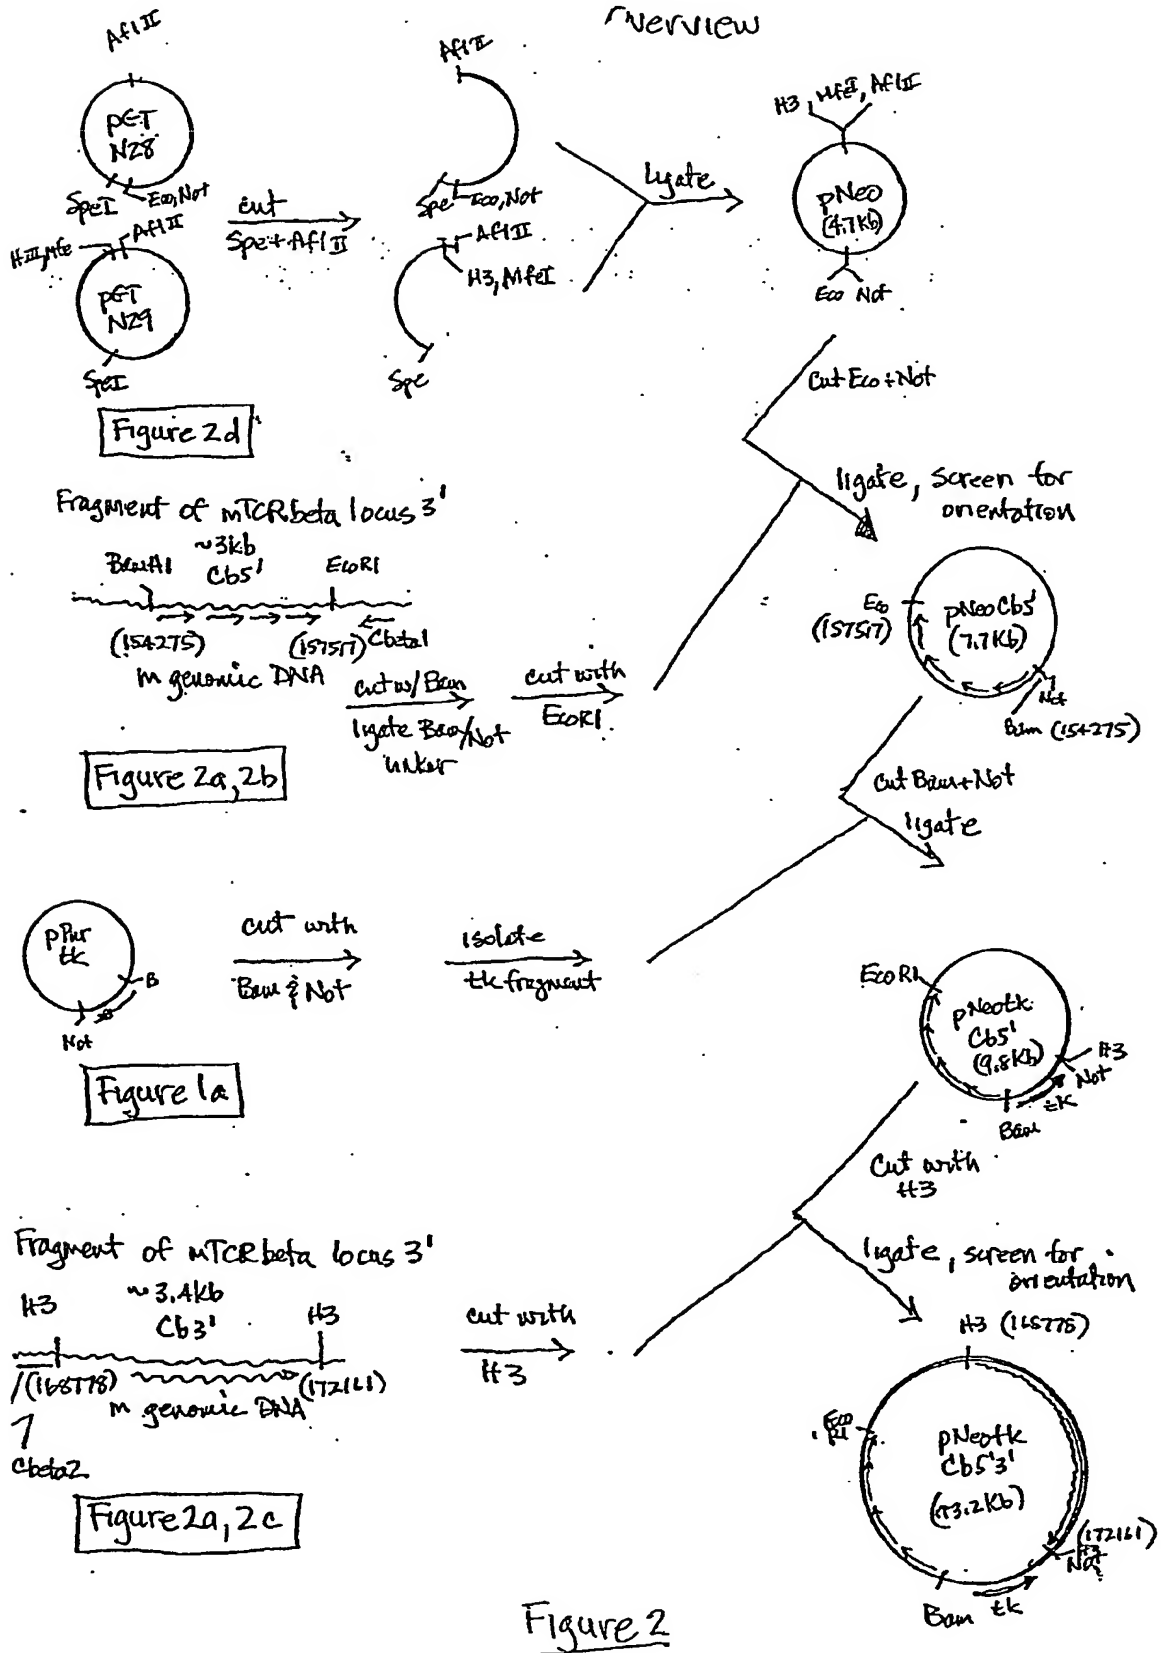 Overview
AflII
pET
N28
SpeI
Eco, Not
HIII, Mfe
AflII
pET
N29
SpeI
cut
Spe + AflII
AflII
Spe
Eco, Not
AflII
H3, MfeI
Spe
ligate
H3, MfeI, AflII
pNeo
(4.7Kb)
Eco Not
Figure 2d
cut Eco + Not
ligate, screen for
orientation
Fragment of mTCRbeta locus 3'
~3kb
BamH1 Cb5' EcoR1
(154275) (157517) Cbeta1
m genomic DNA
cut w/ Bam
ligate Bam/Not
linker
cut with
EcoR1
Figure 2a, 2b
Eco
(157517)
pNeoCb5'
(7.7Kb)
Not
Bam (154275)
cut Bam + Not
ligate
pPur
tk
B
Not
cut with
Bam & Not
isolate
tk fragment
Figure 1a
EcoR1
pNeotk
Cb5'
(9.8Kb)
H3
Not
tk
Bam
Cut with
H3
ligate, screen for
orientation
Fragment of mTCRbeta locus 3'
~3.4kb
H3 Cb3' H3
(168778) (172161)
m genomic DNA
Cbeta2
cut with
H3
Figure 2a, 2c
H3 (168778)
Eco
R1
pNeotk
Cb5'3'
(13.2Kb)
(172161)
H3
Not
Bam tk
Figure 2